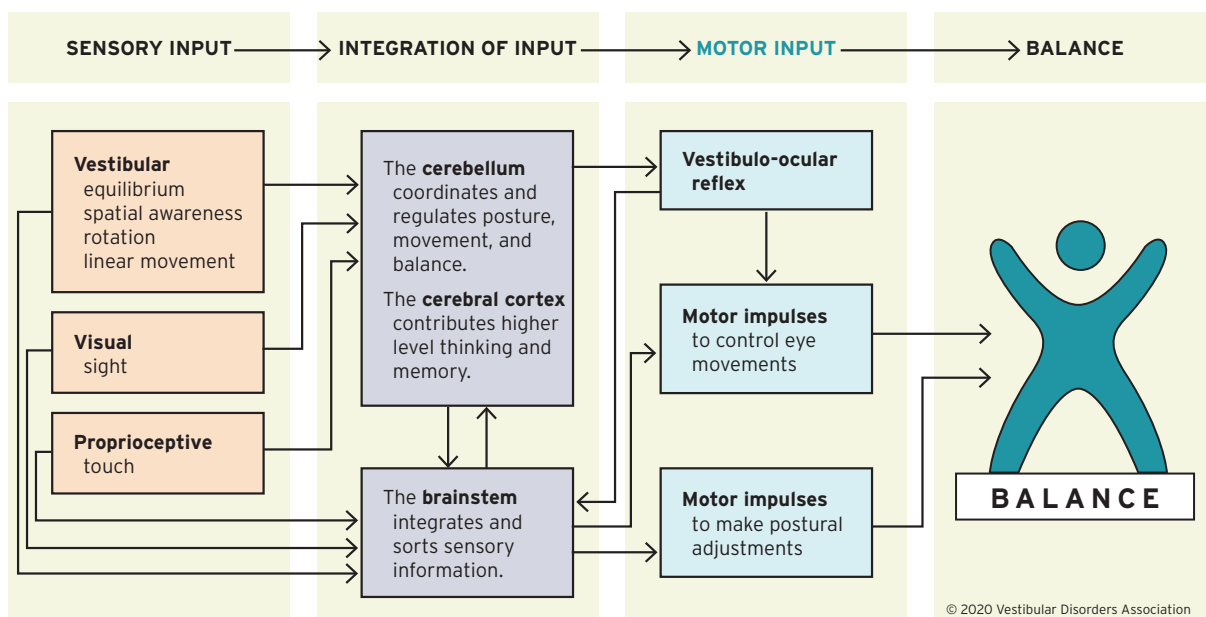 SENSORY INPUT
INTEGRATION OF INPUT
MOTOR INPUT
BALANCE
Vestibular
equilibrium
spatial awareness
rotation
linear movement
Visual
sight
Proprioceptive
touch
The cerebellum
coordinates and
regulates posture,
movement, and
balance.
The cerebral cortex
contributes higher
level thinking and
memory.
The brainstem
integrates and
sorts sensory
information.
Vestibulo-ocular
reflex
Motor impulses
to control eye
movements
Motor impulses
to make postural
adjustments
BALANCE
© 2020 Vestibular Disorders Association